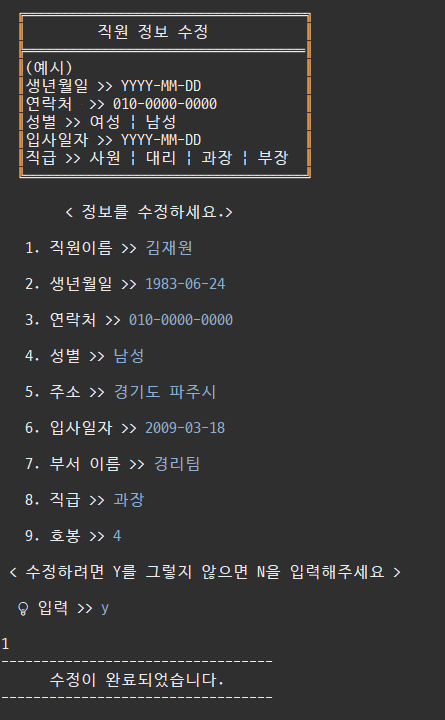 직원 정보 수정
(예시)
생년월일 >> YYYY-MM-DD
연락처  >> 010-0000-0000
성별 >> 여성 ¦ 남성
입사일자 >> YYYY-MM-DD
직급 >> 사원 ¦ 대리 ¦ 과장 ¦ 부장
< 정보를 수정하세요.>
1. 직원이름 >> 김재원
2. 생년월일 >> 1983-06-24
3. 연락처 >> 010-0000-0000
4. 성별 >> 남성
5. 주소 >> 경기도 파주시
6. 입사일자 >> 2009-03-18
7. 부서 이름 >> 경리팀
8. 직급 >> 과장
9. 호봉 >> 4
< 수정하려면 Y를 그렇지 않으면 N을 입력해주세요 >
입력 >> y
1
----------------------------------
수정이 완료되었습니다.
----------------------------------